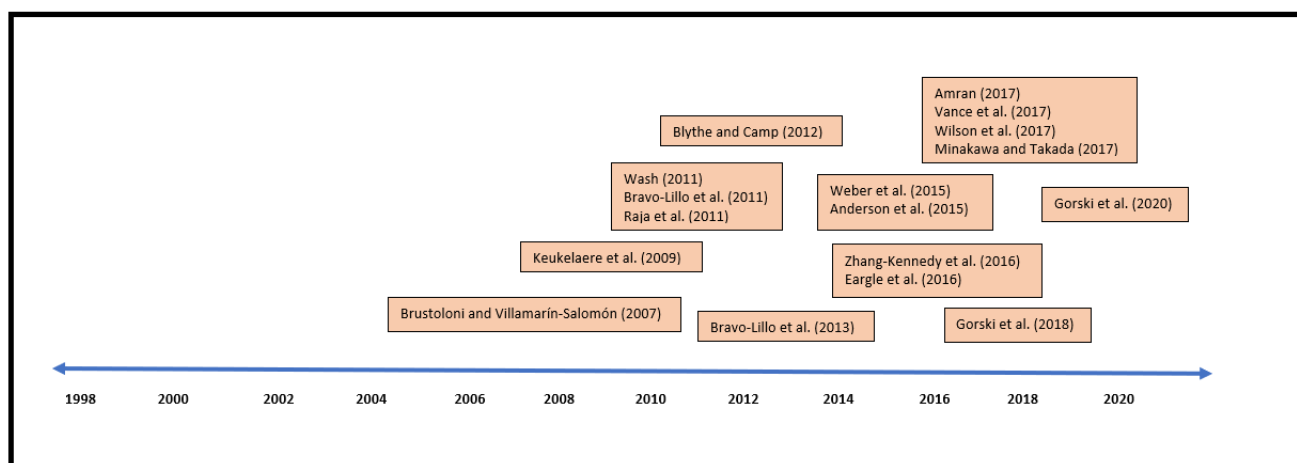 Amran (2017)
Vance et al. (2017)
Wilson et al. (2017)
Minakawa and Takada (2017)
Blythe and Camp (2012)
Wash (2011)
Bravo-Lillo et al. (2011)
Raja et al. (2011)
Weber et al. (2015)
Anderson et al. (2015)
Gorski et al. (2020)
Keukelaere et al. (2009)
Zhang-Kennedy et al. (2016)
Eargle et al. (2016)
Brustoloni and Villamarín-Salomón (2007)
Bravo-Lillo et al. (2013)
Gorski et al. (2018)
1998 2000 2002 2004 2006 2008 2010 2012 2014 2016 2018 2020